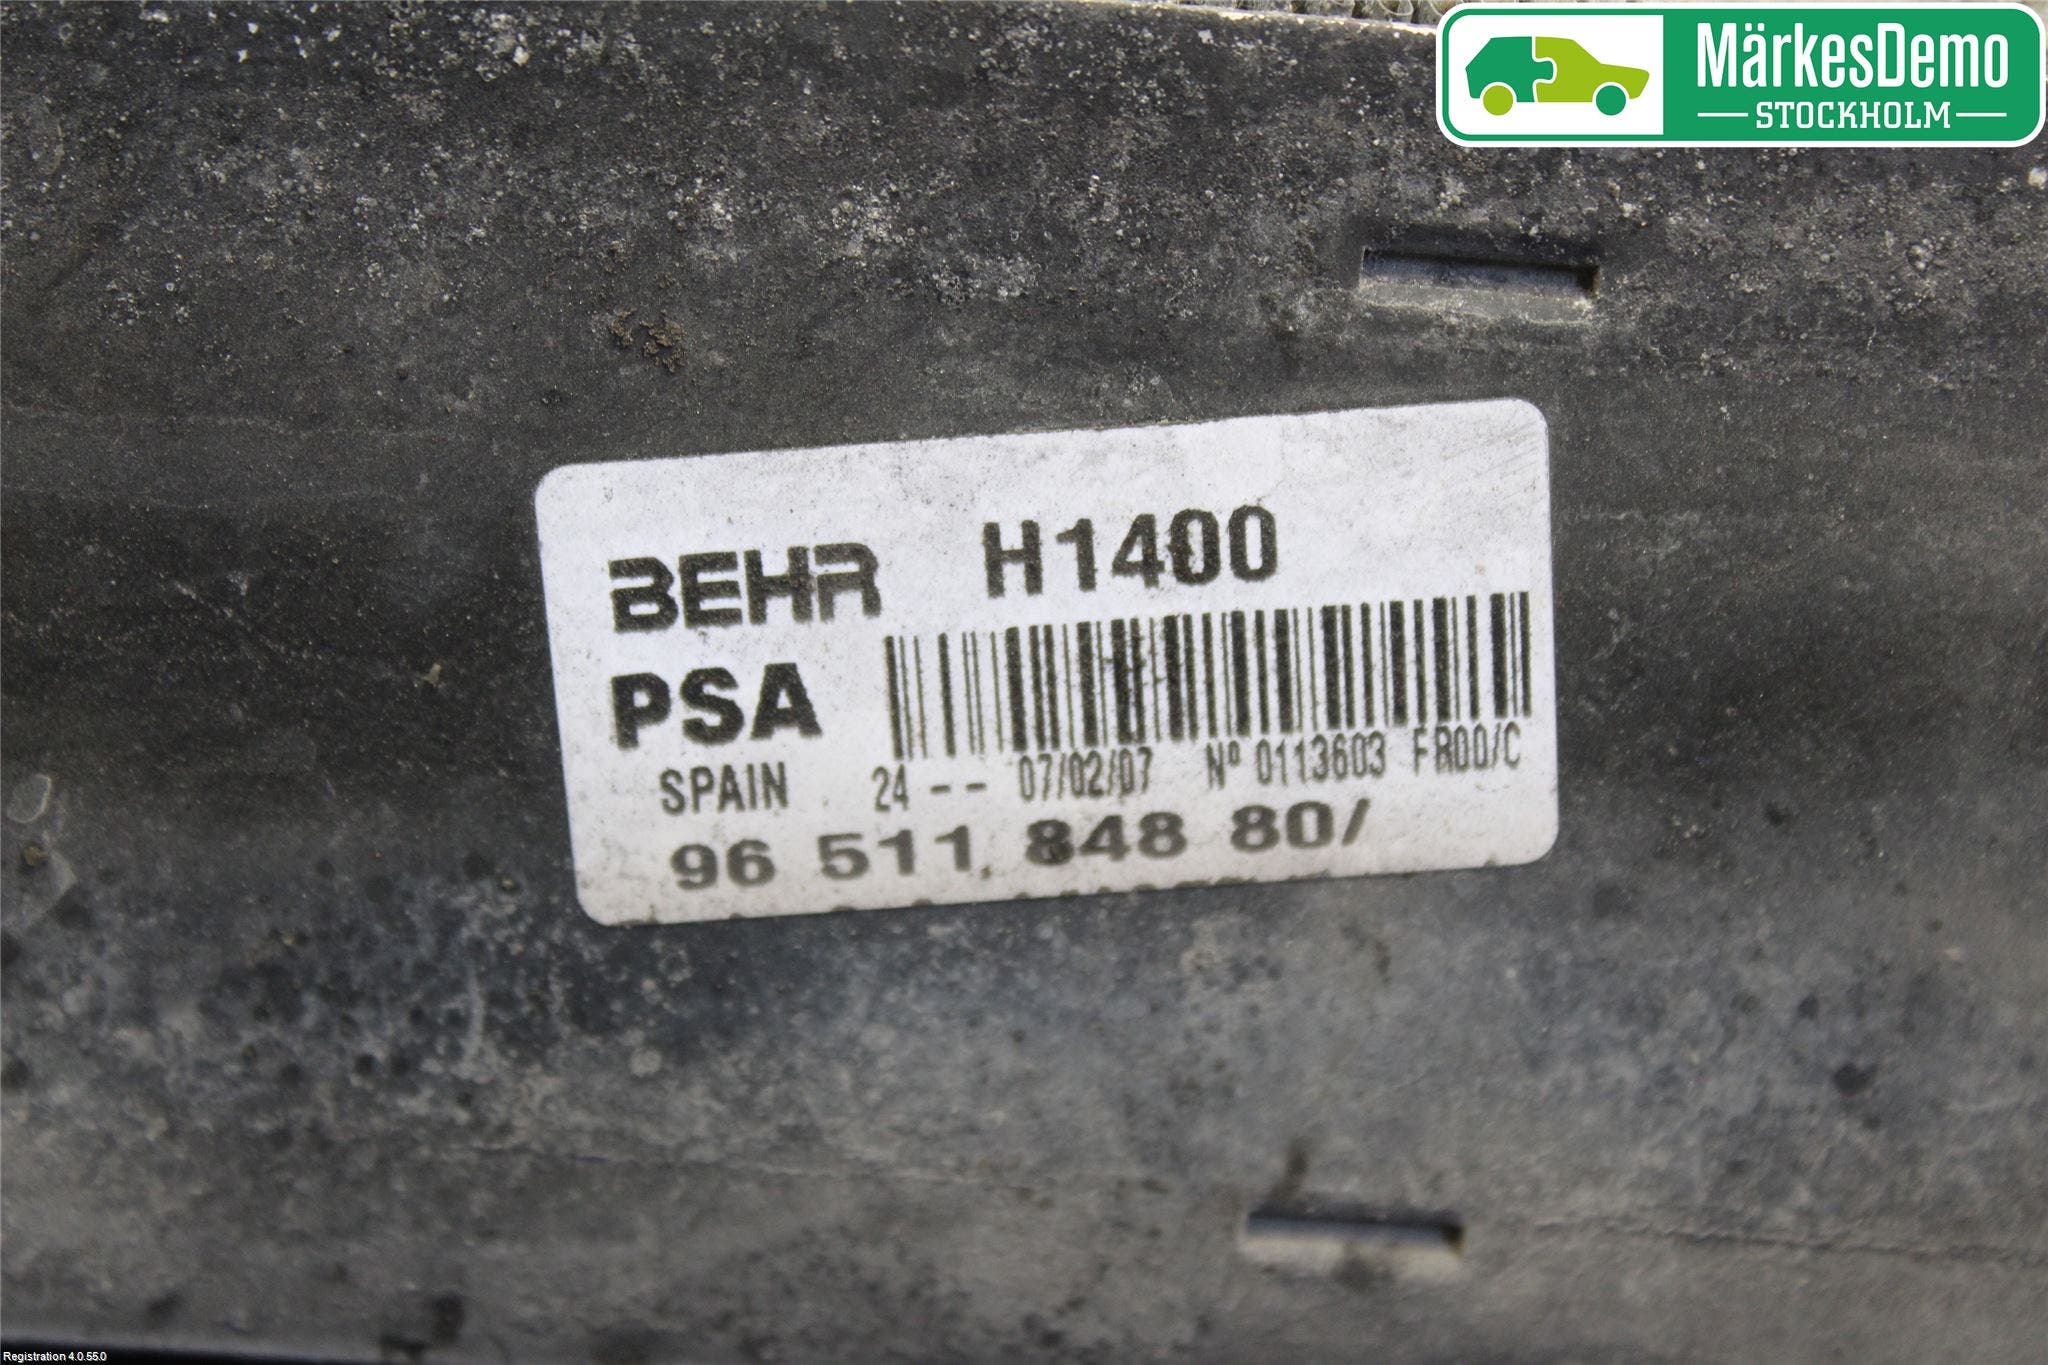 MärkesDemo
STOCKHOLM
BEHR H1400
PSA
SPAIN 24 -- 07/02/07 Nº 0113603 FR00/C
96 511 848 80/
Registration 4.0.55.0